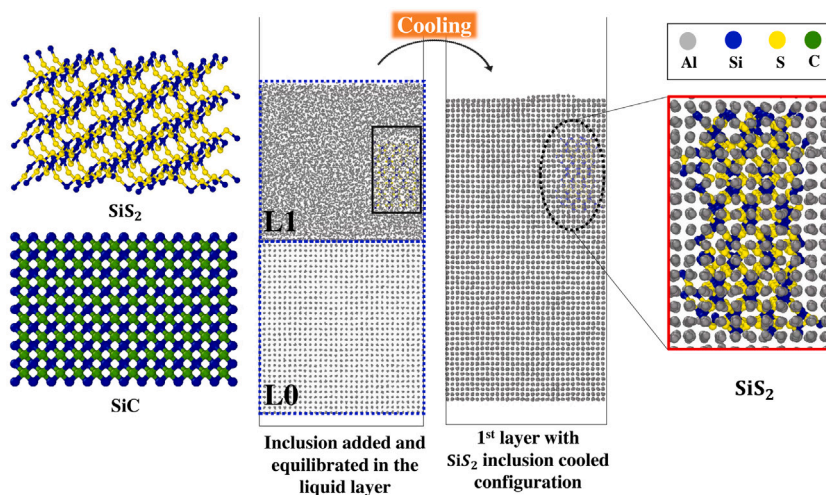 Cooling
Al Si S C
SiS₂
L1
L0
SiC
SiS₂
Inclusion added and
equilibrated in the
liquid layer
1ˢᵗ layer with
SiS₂ inclusion cooled
configuration